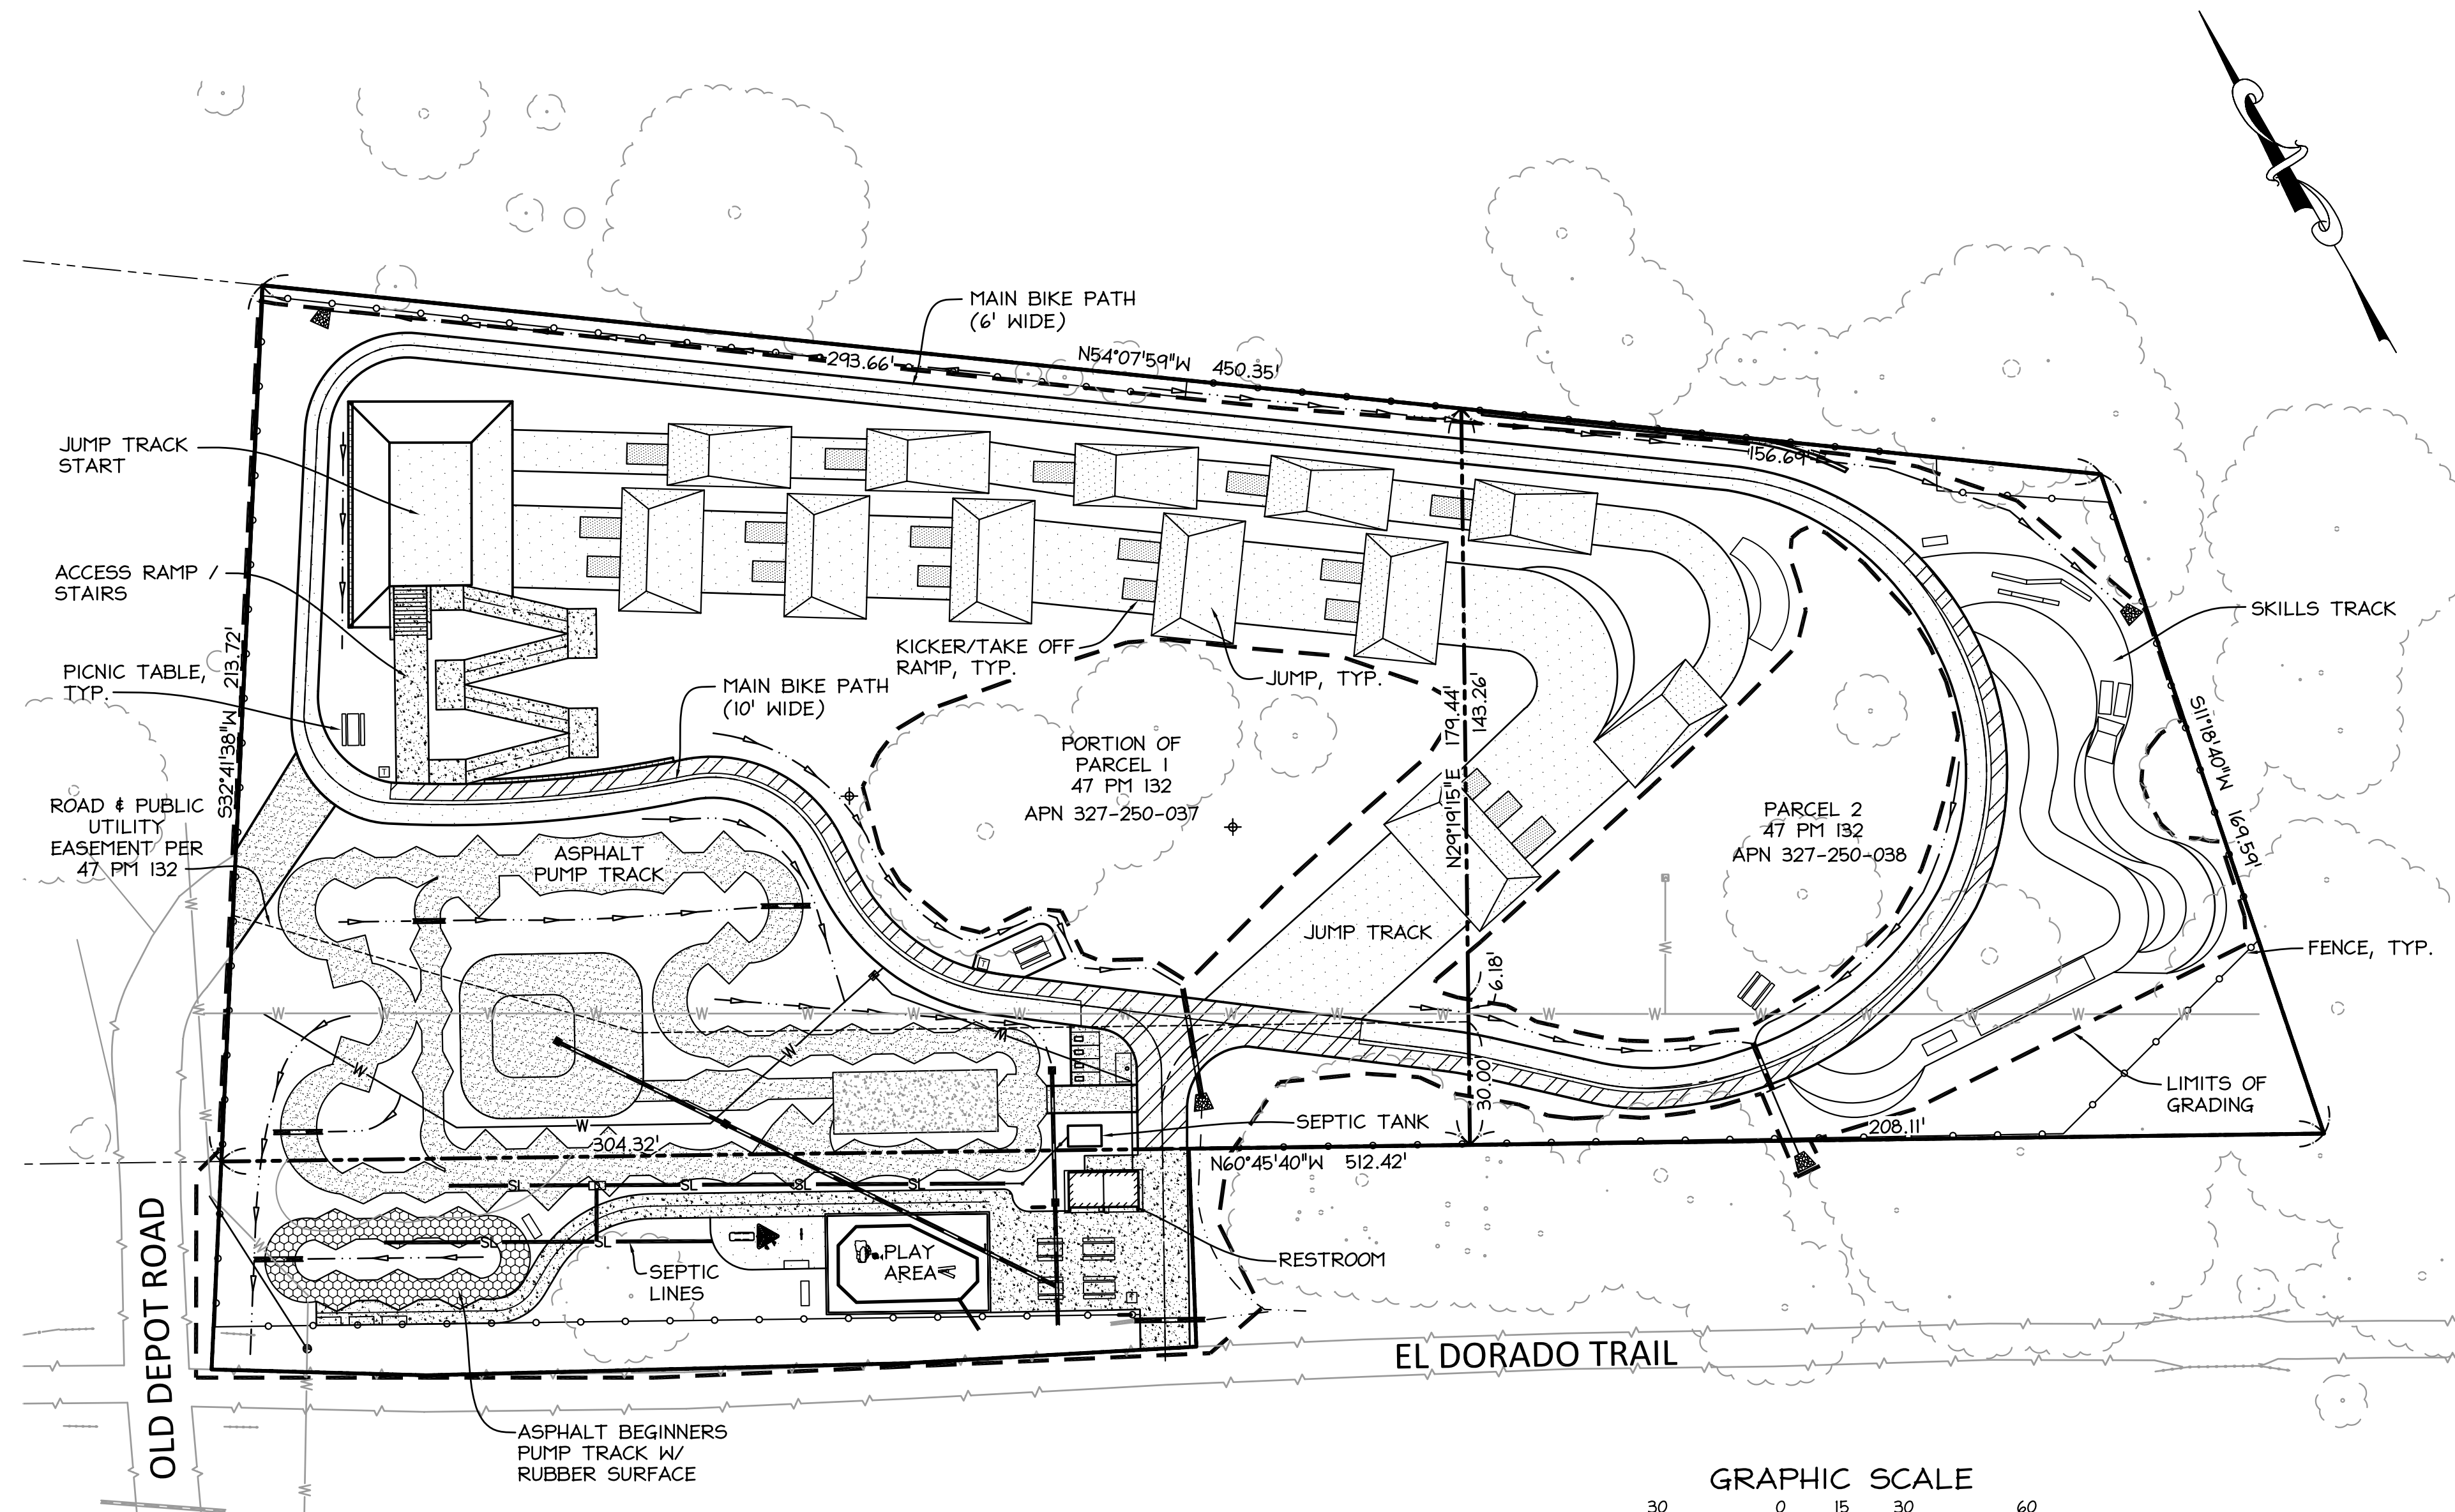 MAIN BIKE PATH
(6' WIDE)
293.66'
N54°07'59"W 450.35'
156.69'
JUMP TRACK
START
ACCESS RAMP /
STAIRS
PICNIC TABLE,
TYP.
S32°41'38"W 213.72'
ROAD & PUBLIC
UTILITY
EASEMENT PER
47 PM 132
KICKER/TAKE OFF
RAMP, TYP.
JUMP, TYP.
MAIN BIKE PATH
(10' WIDE)
SKILLS TRACK
T
PORTION OF
PARCEL 1
47 PM 132
APN 327-250-037
N29°19'15"E 179.44'
143.26'
PARCEL 2
47 PM 132
APN 327-250-038
S11°18'40"W 169.59'
ASPHALT
PUMP TRACK
JUMP TRACK
T
FENCE, TYP.
6.18'
W W W W W W W W W W W W W W W W W W W
W W W W
30.00'
LIMITS OF
GRADING
SEPTIC TANK
304.32'
208.11'
N60°45'40"W 512.42'
SL SL SL SL
SL SL
RESTROOM
PLAY
AREA
SEPTIC
LINES
T
OLD DEPOT ROAD
EL DORADO TRAIL
ASPHALT BEGINNERS
PUMP TRACK W/
RUBBER SURFACE
GRAPHIC SCALE
30 0 15 30 60